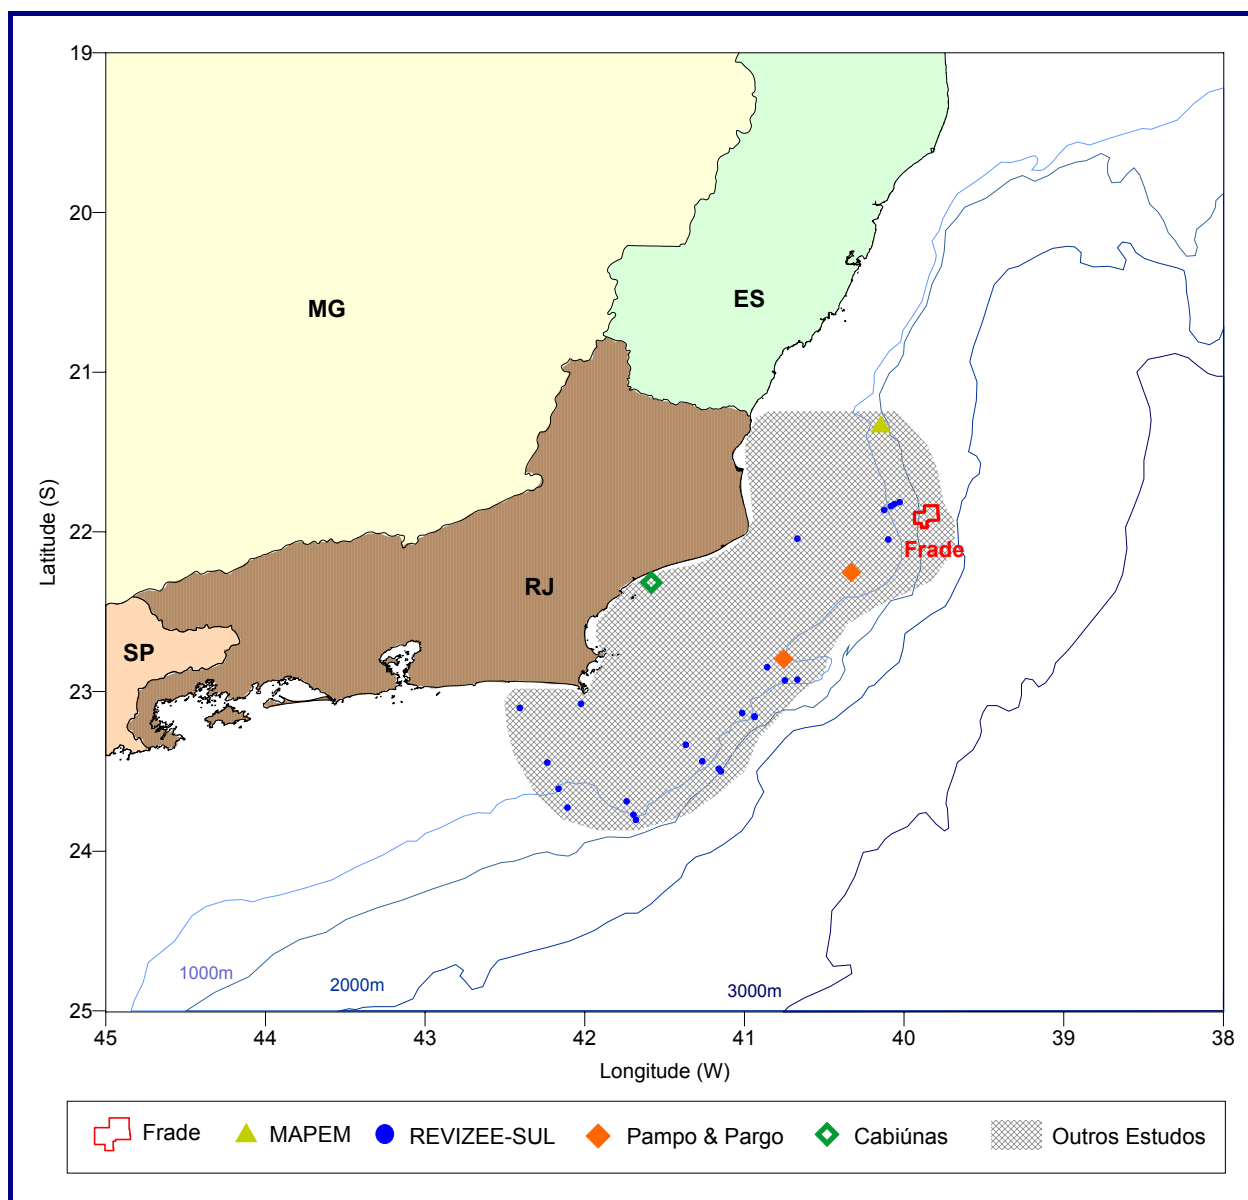 19
20
21
22
23
24
25
Latitude (S)
MG
ES
RJ
SP
Frade
1000m
2000m
3000m
45 44 43 42 41 40 39 38
Longitude (W)
Frade MAPEM REVIZEE-SUL Pampo & Pargo Cabiúnas Outros Estudos